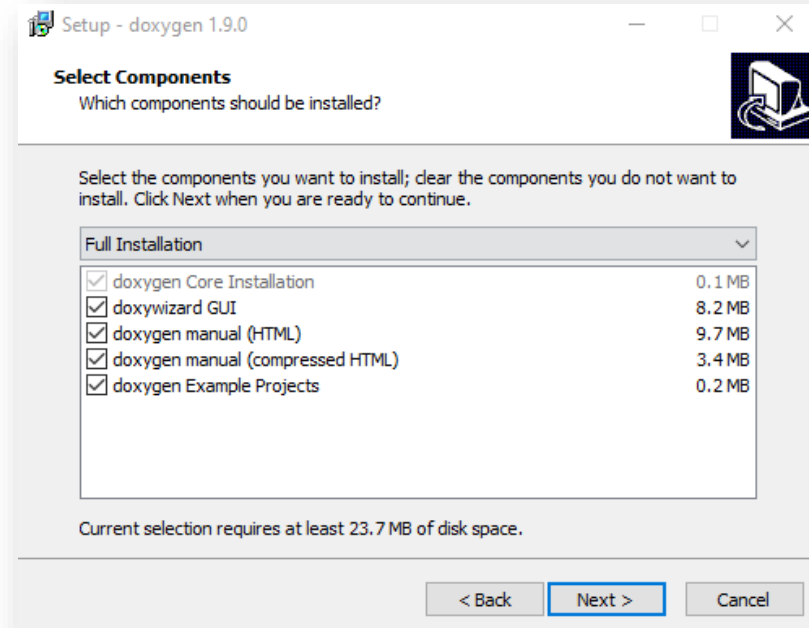 Setup - doxygen 1.9.0
Select Components
Which components should be installed?
Select the components you want to install; clear the components you do not want to
install. Click Next when you are ready to continue.
Full Installation
doxygen Core Installation 0.1 MB
doxywizard GUI 8.2 MB
doxygen manual (HTML) 9.7 MB
doxygen manual (compressed HTML) 3.4 MB
doxygen Example Projects 0.2 MB
Current selection requires at least 23.7 MB of disk space.
< Back Next > Cancel